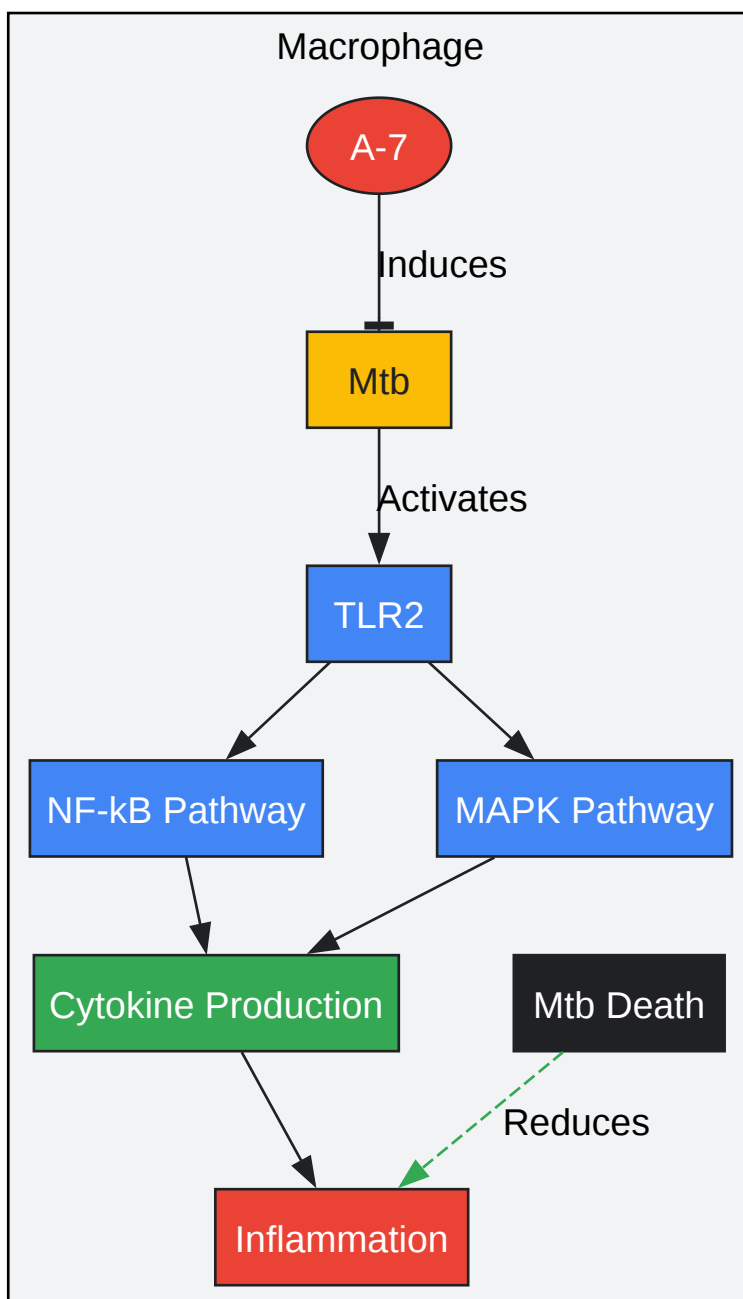 Macrophage
A-7
Induces
Mtb
Activates
TLR2
NF-kB Pathway
MAPK Pathway
Cytokine Production
Mtb Death
Reduces
Inflammation